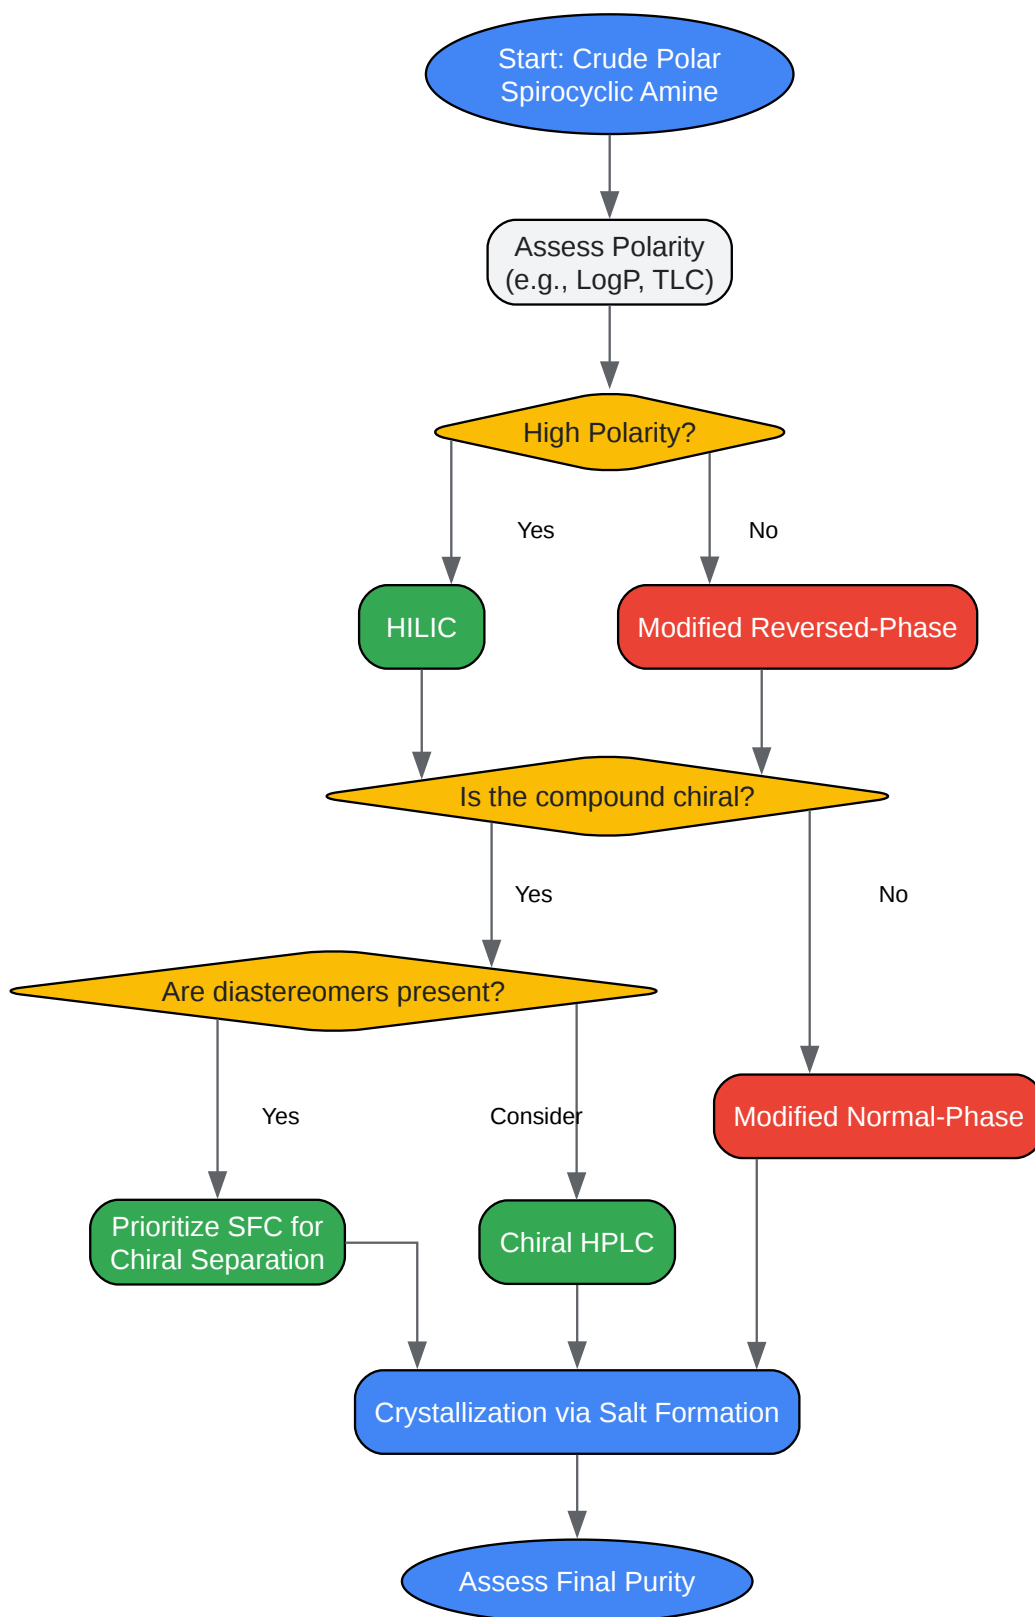 Start: Crude Polar
Spirocyclic Amine
Assess Polarity
(e.g., LogP, TLC)
High Polarity?
Yes
No
HILIC
Modified Reversed-Phase
Is the compound chiral?
Yes
No
Are diastereomers present?
Yes
Consider
Modified Normal-Phase
Prioritize SFC for
Chiral Separation
Chiral HPLC
Crystallization via Salt Formation
Assess Final Purity